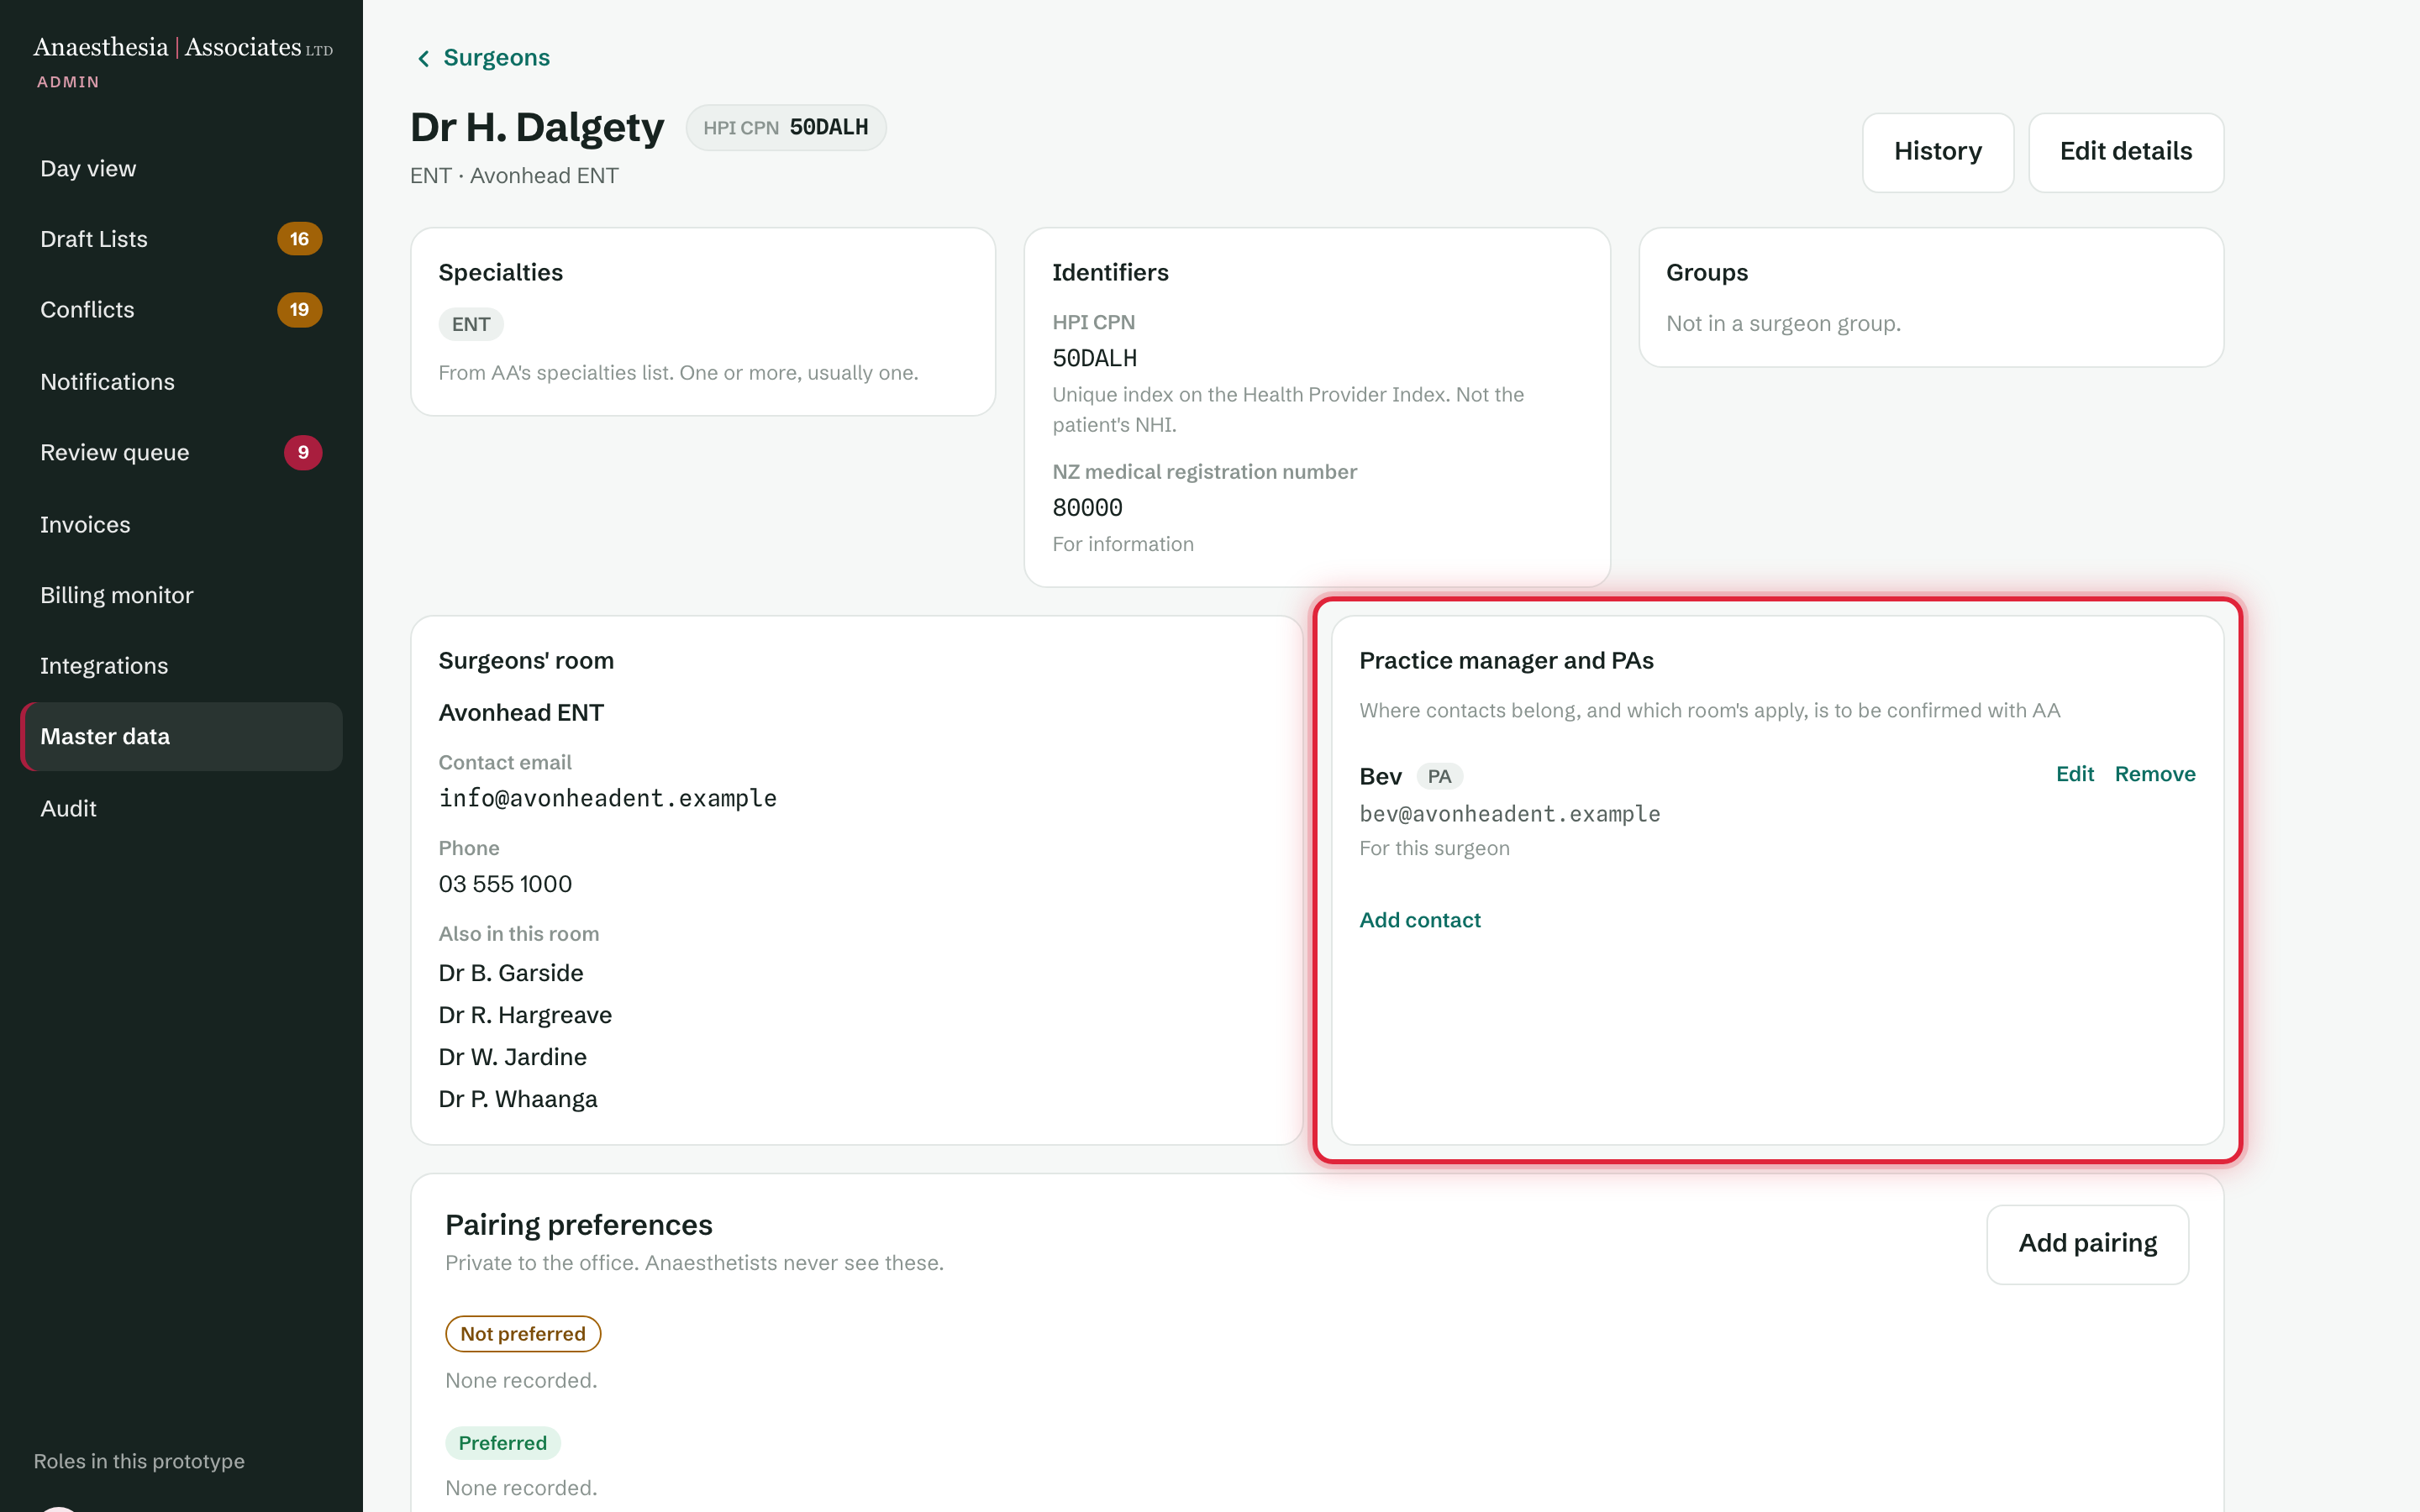 Anaesthesia | Associates LTD
ADMIN
Day view
Draft Lists 16
Conflicts 19
Notifications
Review queue 9
Invoices
Billing monitor
Integrations
Master data
Audit
Roles in this prototype
Surgeons
Dr H. Dalgety HPI CPN 50DALH
ENT · Avonhead ENT
History
Edit details
Specialties
ENT
From AA's specialties list. One or more, usually one.
Identifiers
HPI CPN
50DALH
Unique index on the Health Provider Index. Not the
patient's NHI.
NZ medical registration number
80000
For information
Groups
Not in a surgeon group.
Surgeons' room
Avonhead ENT
Contact email
info@avonheadent.example
Phone
03 555 1000
Also in this room
Dr B. Garside
Dr R. Hargreave
Dr W. Jardine
Dr P. Whaanga
Practice manager and PAs
Where contacts belong, and which room's apply, is to be confirmed with AA
Bev PA
Edit Remove
bev@avonheadent.example
For this surgeon
Add contact
Pairing preferences
Private to the office. Anaesthetists never see these.
Add pairing
Not preferred
None recorded.
Preferred
None recorded.